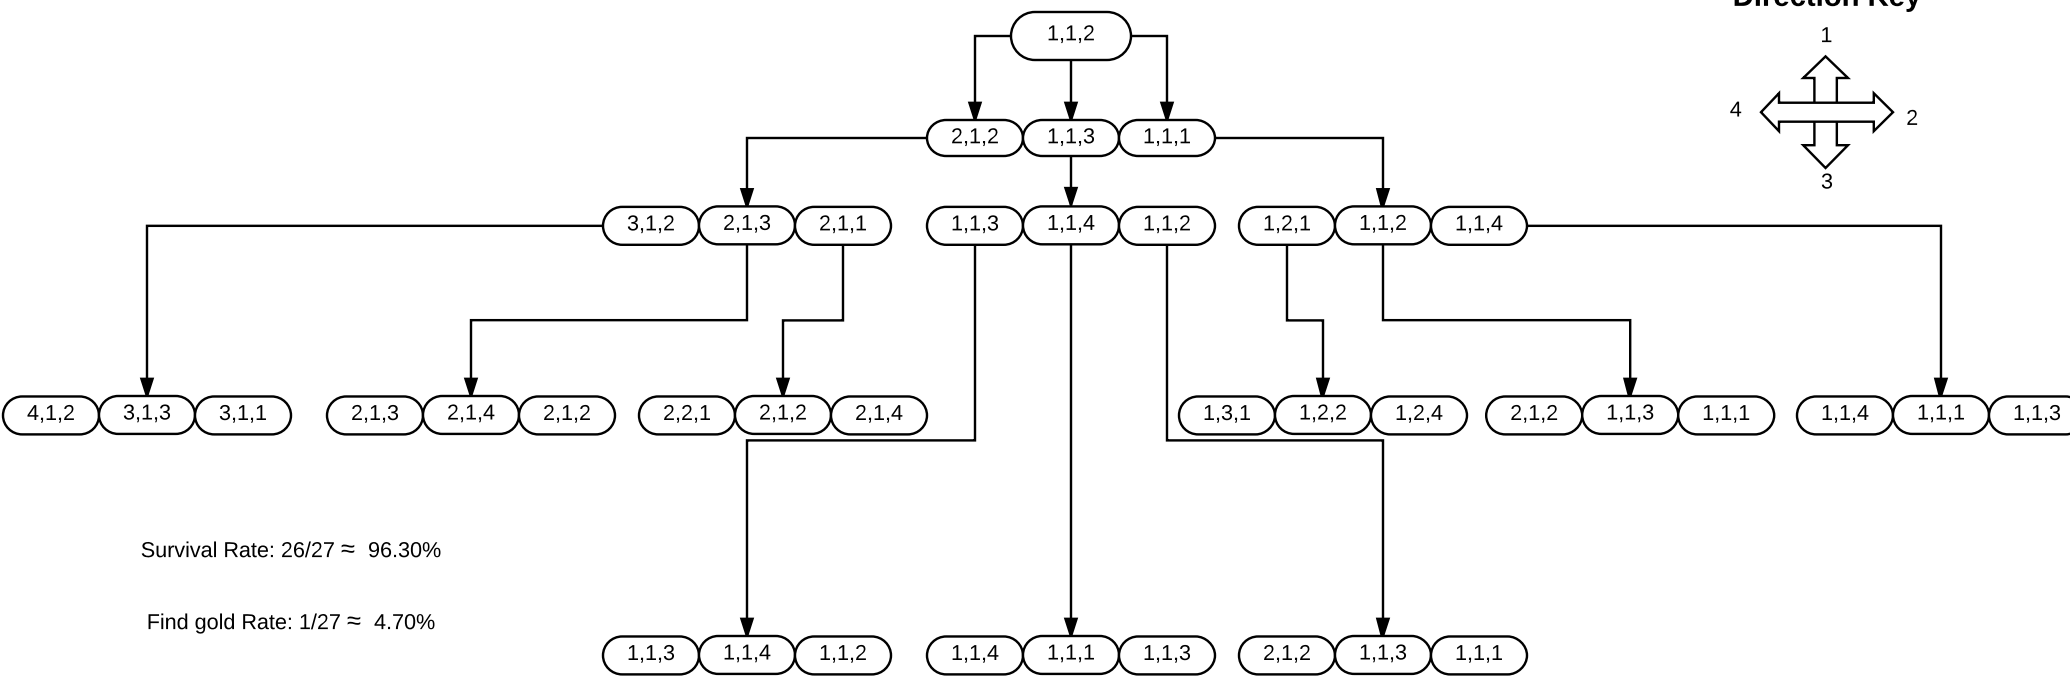 Direction Key
1
4
2
3
1,1,2
2,1,2 1,1,3 1,1,1
3,1,2 2,1,3 2,1,1 1,1,3 1,1,4 1,1,2 1,2,1 1,1,2 1,1,4
4,1,2 3,1,3 3,1,1 2,1,3 2,1,4 2,1,2 2,2,1 2,1,2 2,1,4 1,3,1 1,2,2 1,2,4 2,1,2 1,1,3 1,1,1 1,1,4 1,1,1 1,1,3
Survival Rate: 26/27 ≈ 96.30%
Find gold Rate: 1/27 ≈ 4.70%
1,1,3 1,1,4 1,1,2 1,1,4 1,1,1 1,1,3 2,1,2 1,1,3 1,1,1